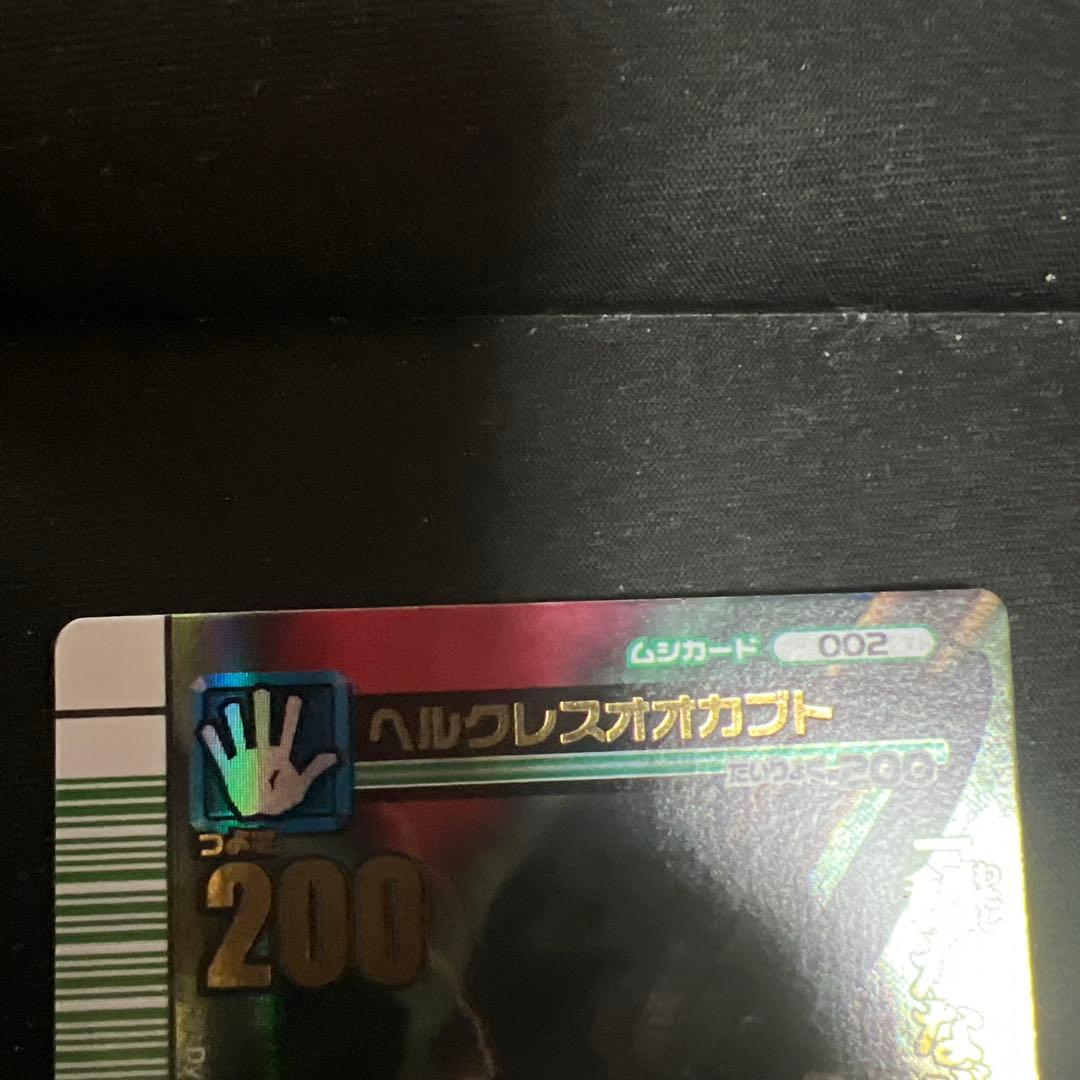 ムシカード 002
ヘルクレスオオカブト
たいりょく 200
つよさ
200